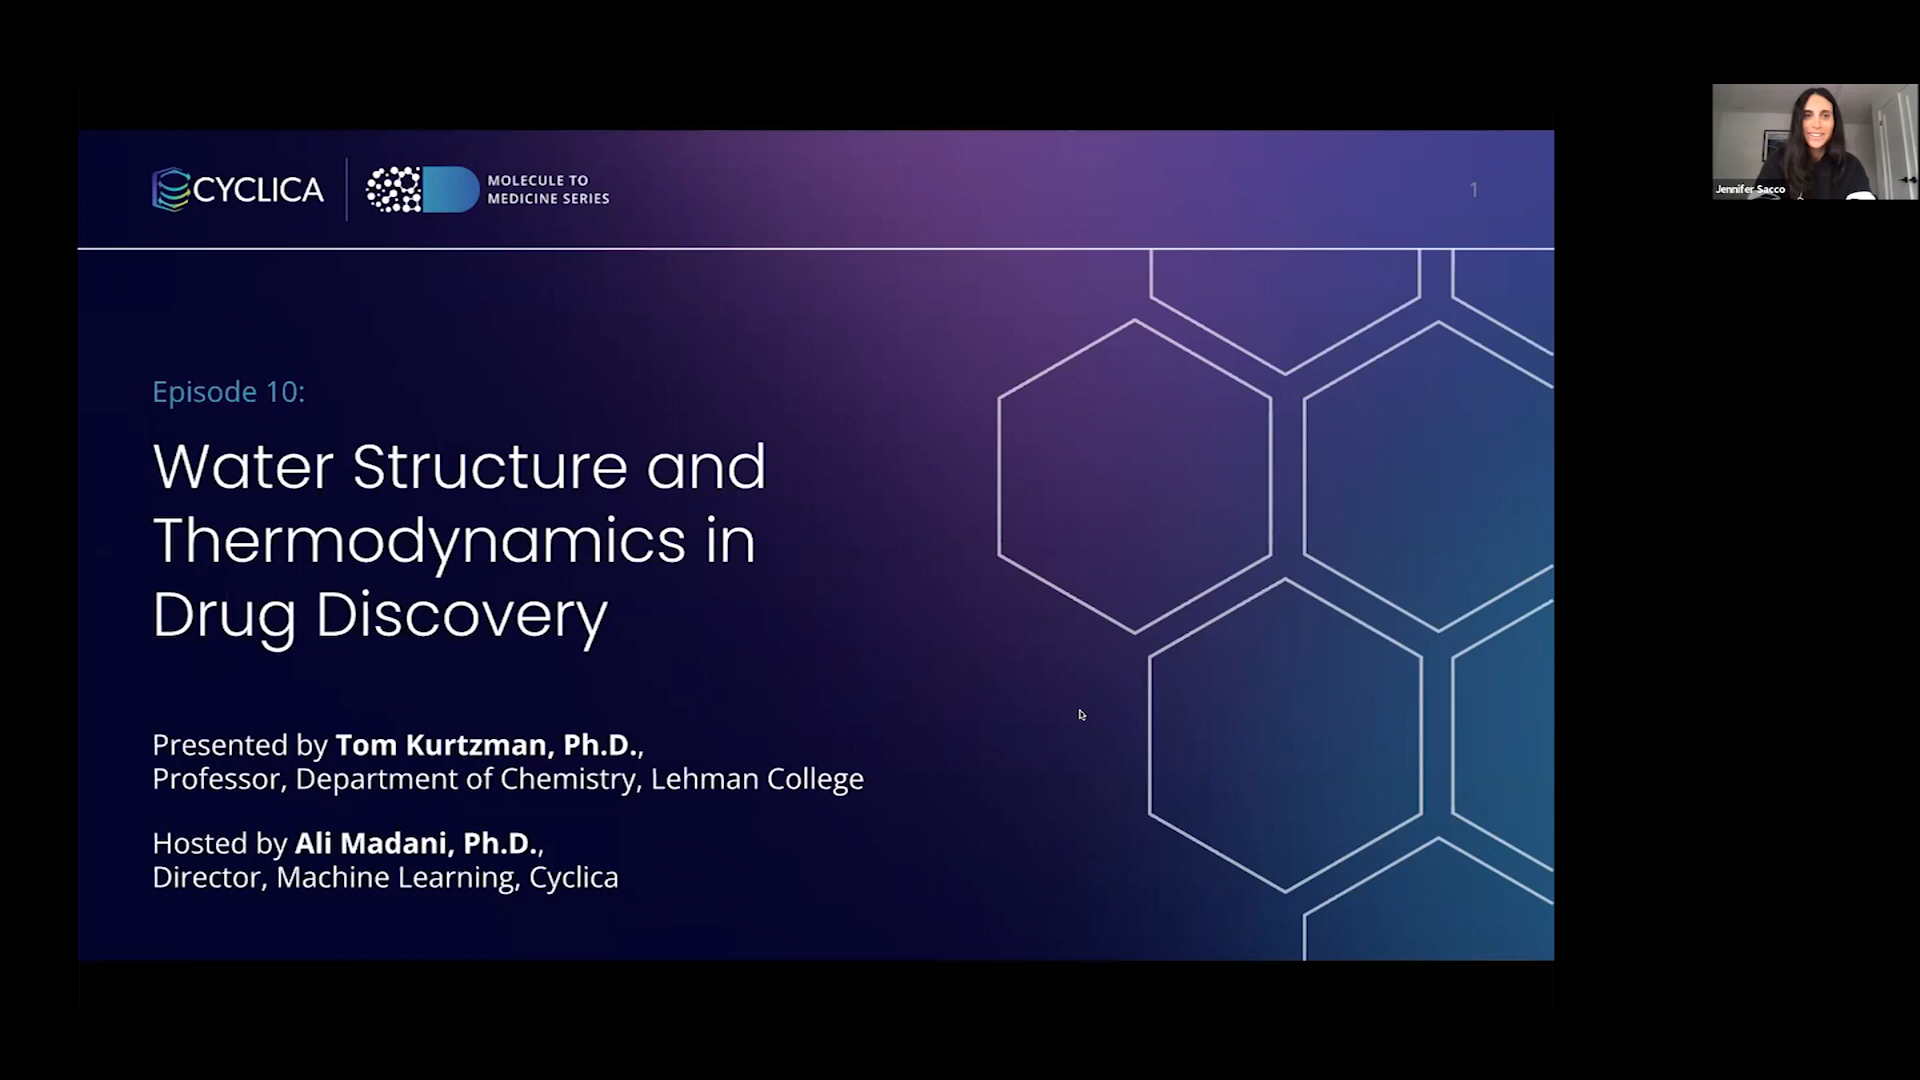 CYCLICA
MOLECULE TO
MEDICINE SERIES
1
Jennifer Sacco
Episode 10:
Water Structure and
Thermodynamics in
Drug Discovery
Presented by Tom Kurtzman, Ph.D.,
Professor, Department of Chemistry, Lehman College
Hosted by Ali Madani, Ph.D.,
Director, Machine Learning, Cyclica